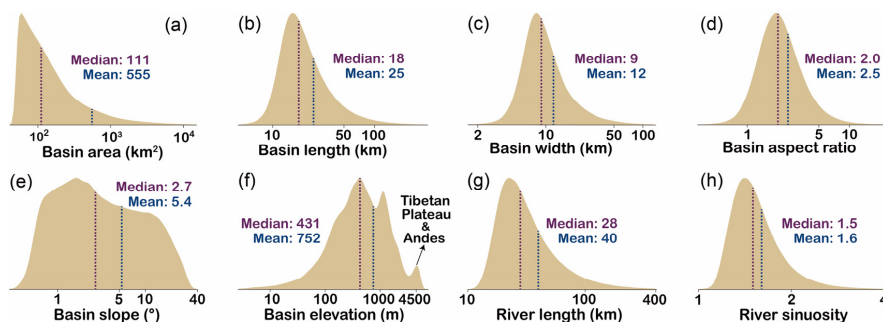 (a)
Median: 111
Mean: 555
10² 10³ 10⁴
Basin area (km²)
(b)
Median: 18
Mean: 25
10 50 100
Basin length (km)
(c)
Median: 9
Mean: 12
2 10 50 100
Basin width (km)
(d)
Median: 2.0
Mean: 2.5
1 5 10
Basin aspect ratio
(e)
Median: 2.7
Mean: 5.4
1 5 10 40
Basin slope (°)
(f)
Median: 431
Mean: 752
Tibetan
Plateau
&
Andes
10 100 1000 4500
Basin elevation (m)
(g)
Median: 28
Mean: 40
10 100 400
River length (km)
(h)
Median: 1.5
Mean: 1.6
1 2 4
River sinuosity